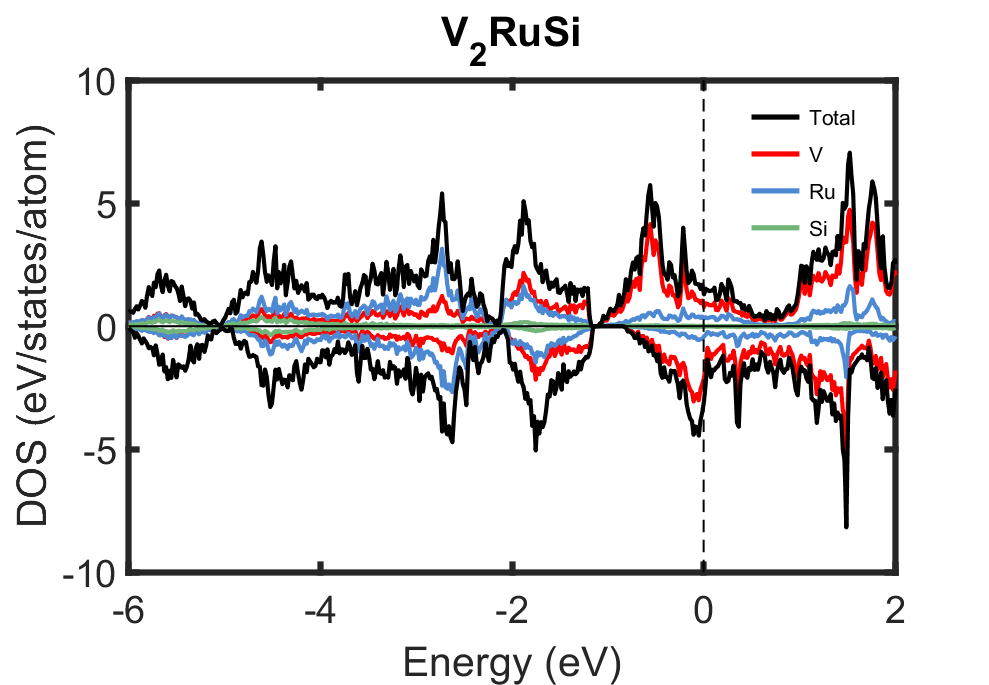 V2RuSi
10
5
0
-5
-10
DOS (eV/states/atom)
Total
V
Ru
Si
-6
-4
-2
0
2
Energy (eV)